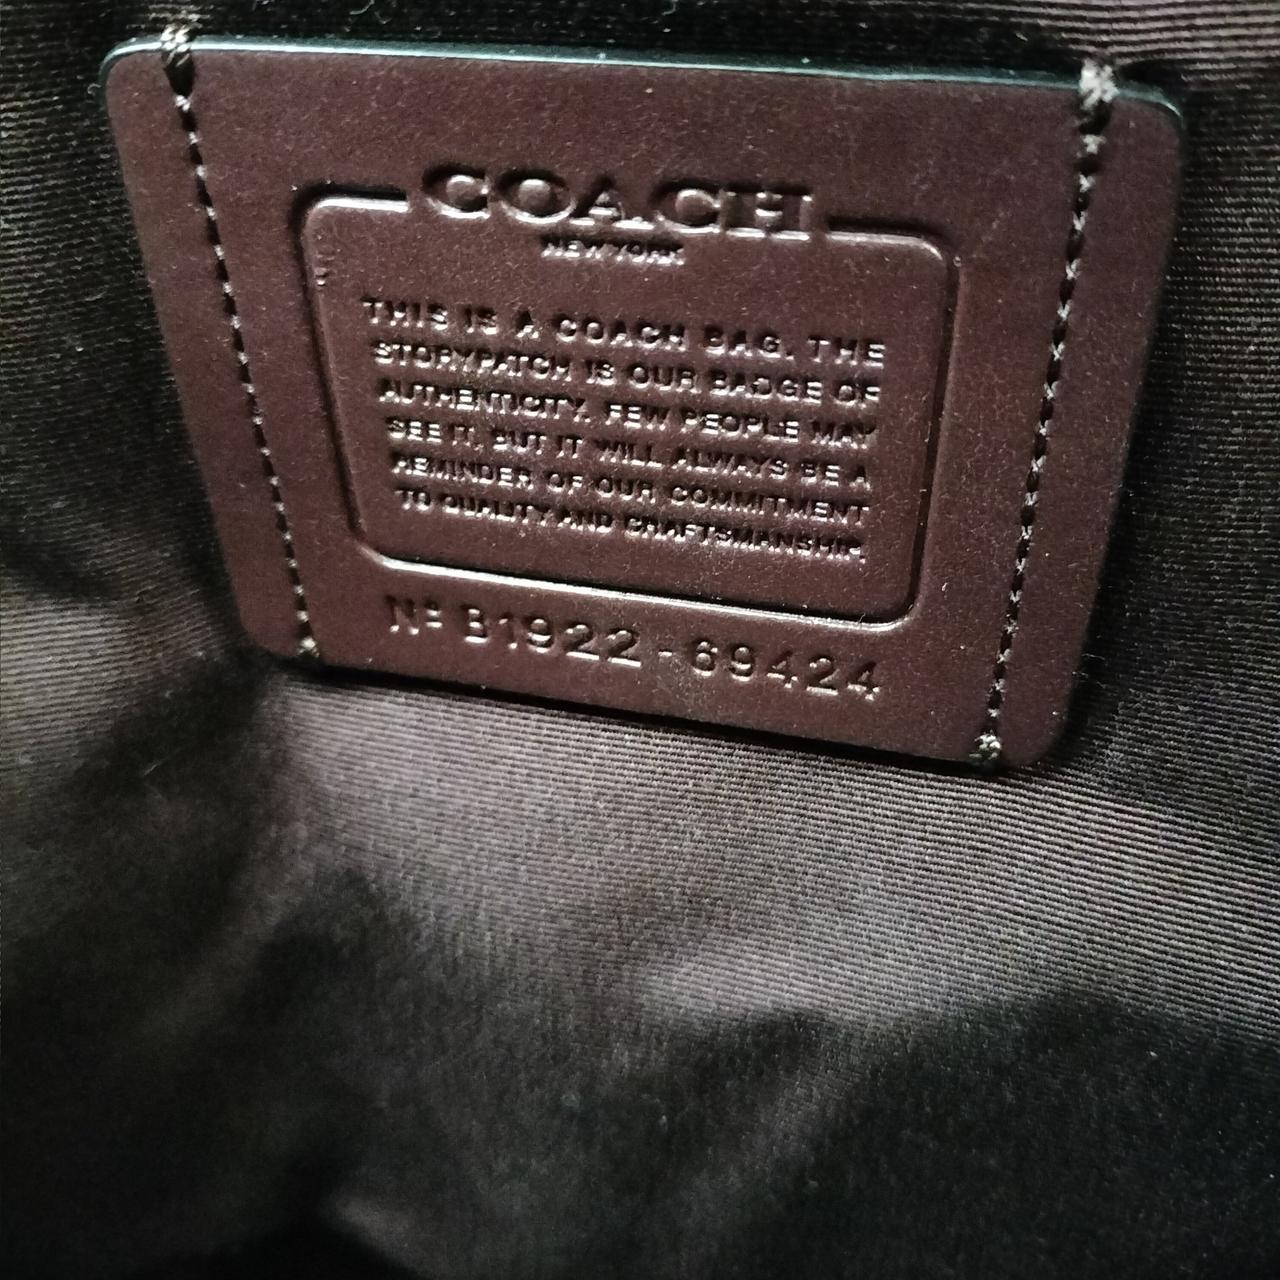 COACH
NEW YORK
THIS IS A COACH BAG. THE
STORYPATCH IS OUR BADGE OF
AUTHENTICITY. FEW PEOPLE MAY
SEE IT, BUT IT WILL ALWAYS BE A
REMINDER OF OUR COMMITMENT
TO QUALITY AND CRAFTSMANSHIP.
Nº B1922-69424